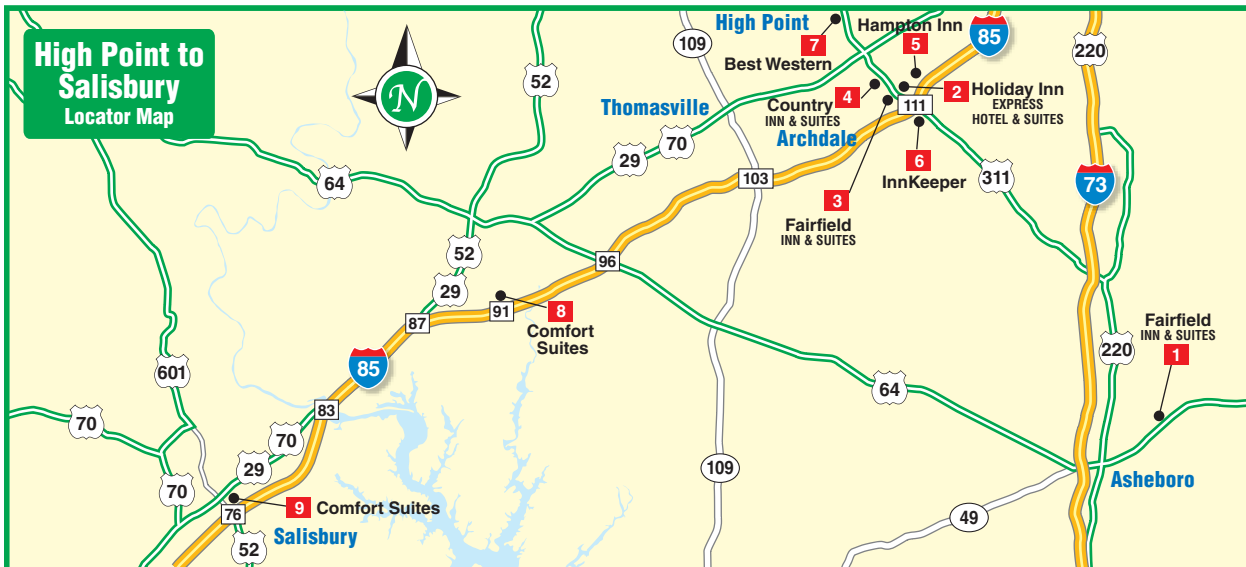 High Point to
Salisbury
Locator Map
N
High Point
7
Best Western
Hampton Inn
5
85
220
109
52
Thomasville
Country
INN & SUITES
4
2
Holiday Inn
EXPRESS
HOTEL & SUITES
111
Archdale
70
29
6
InnKeeper
64
103
311
73
3
Fairfield
INN & SUITES
52
96
29
91
8
Comfort
Suites
87
Fairfield
INN & SUITES
1
220
85
601
64
83
70
70
29
109
Asheboro
70
9
Comfort Suites
76
49
Salisbury
52